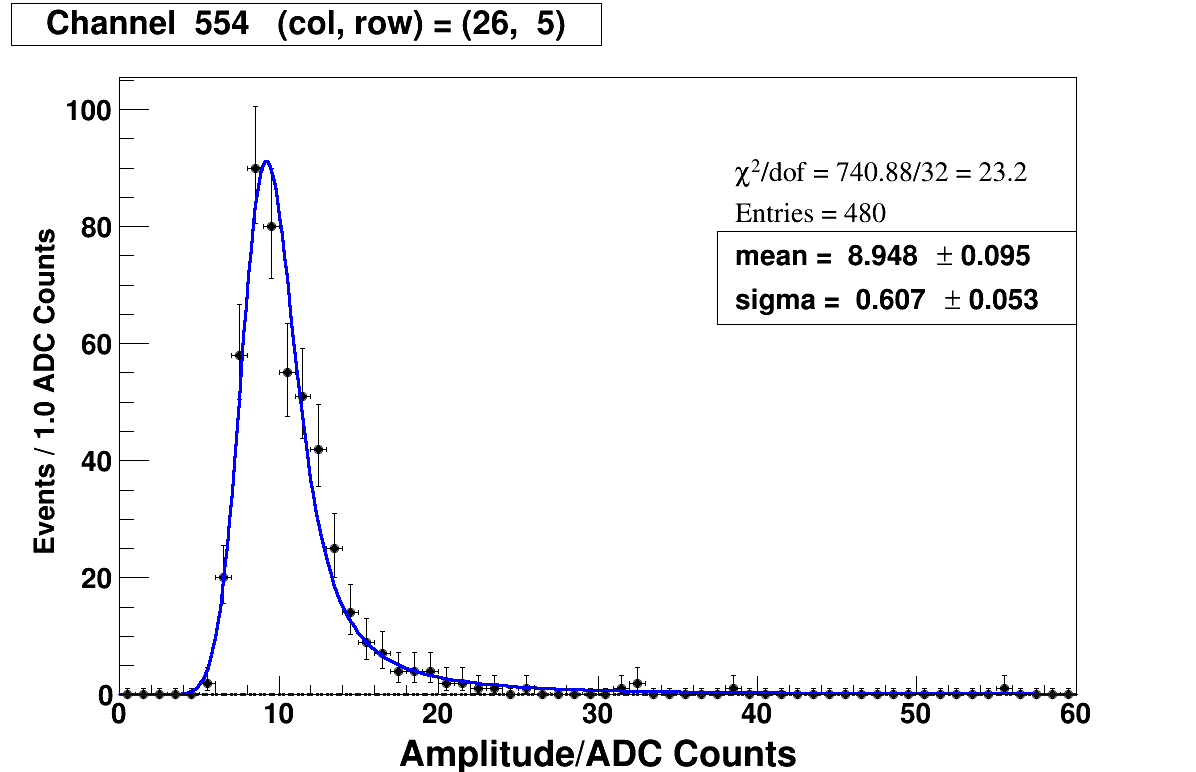 Channel 554 (col, row) = (26, 5)
χ²/dof = 740.88/32 = 23.2
Entries = 480
mean = 8.948 ± 0.095
sigma = 0.607 ± 0.053
Events / 1.0 ADC Counts
100
80
60
40
20
0
0 10 20 30 40 50 60
Amplitude/ADC Counts